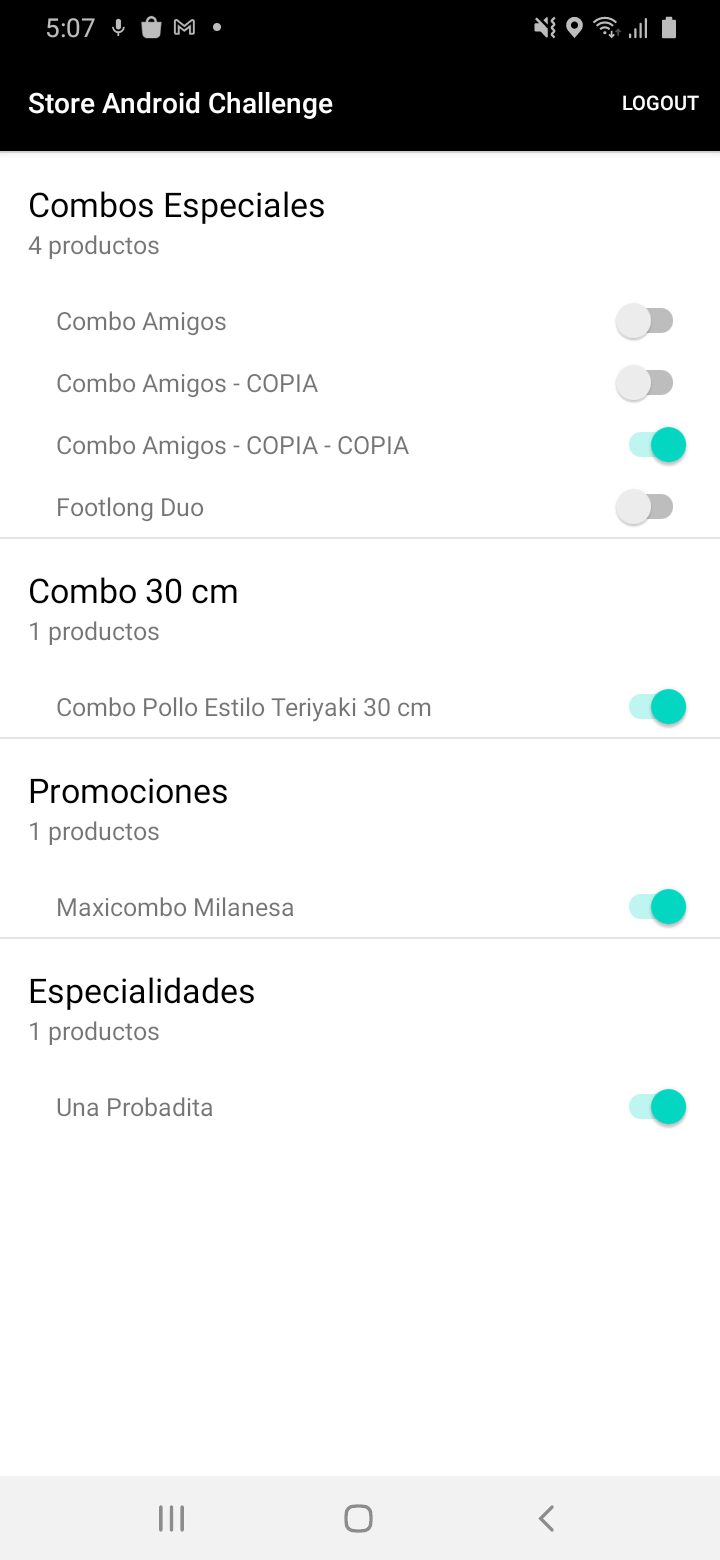 5:07
Store Android Challenge
LOGOUT
Combos Especiales
4 productos
Combo Amigos
Combo Amigos - COPIA
Combo Amigos - COPIA - COPIA
Footlong Duo
Combo 30 cm
1 productos
Combo Pollo Estilo Teriyaki 30 cm
Promociones
1 productos
Maxicombo Milanesa
Especialidades
1 productos
Una Probadita